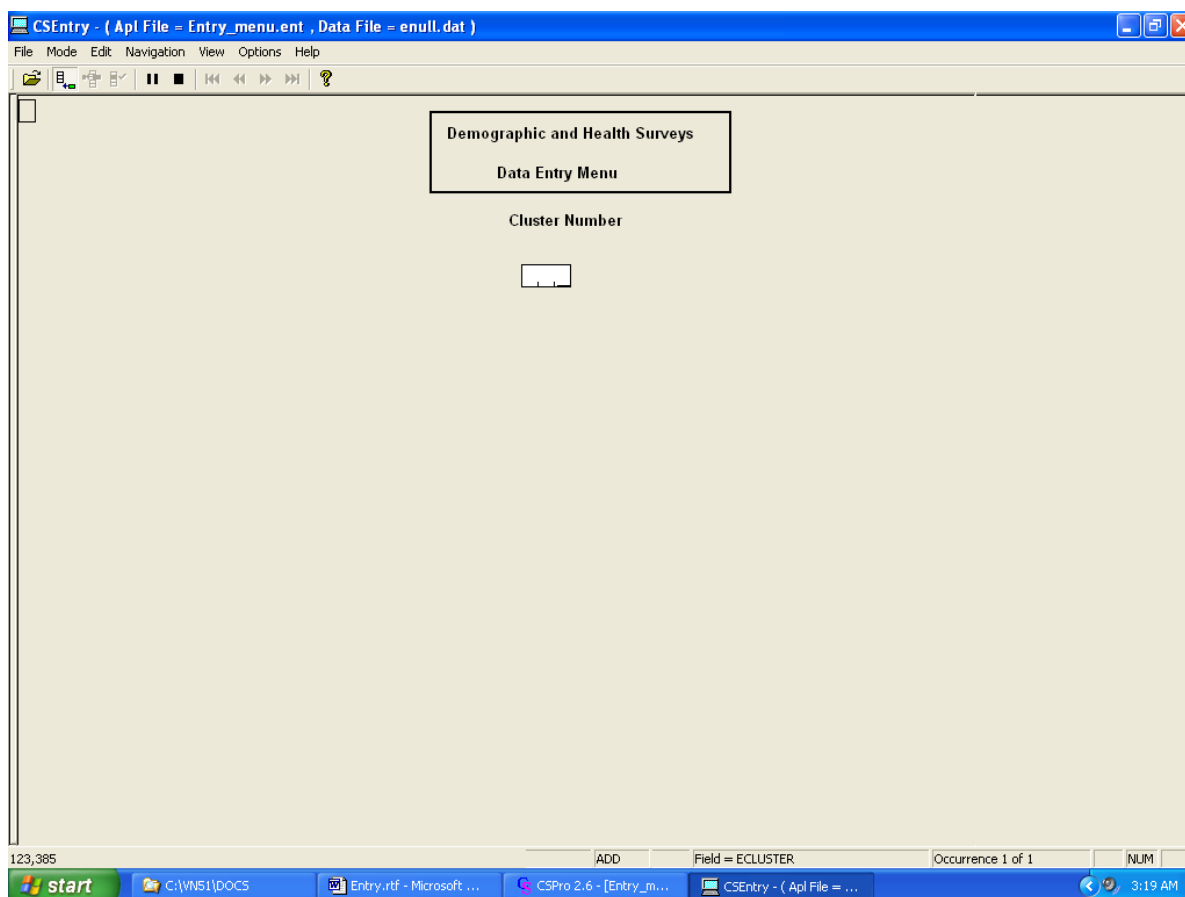 CSEntry - ( Apl File = Entry_menu.ent , Data File = enull.dat )
File Mode Edit Navigation View Options Help
Demographic and Health Surveys
Data Entry Menu
Cluster Number
123,385 ADD Field = ECLUSTER Occurrence 1 of 1 NUM
start C:\VN51\DOCS Entry.rtf - Microsoft ... CSPro 2.6 - [Entry_m... CSEntry - ( Apl File = ... 3:19 AM